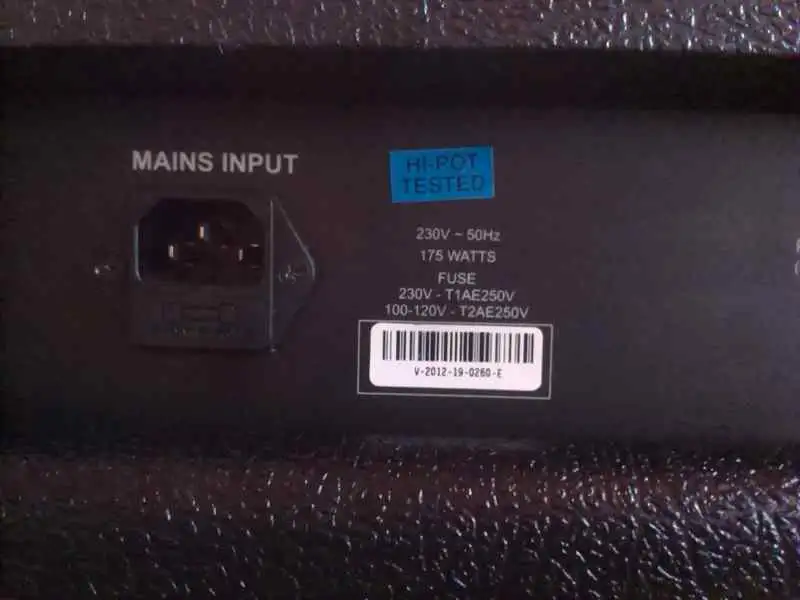 MAINS INPUT
HI-POT
TESTED
230V ~ 50Hz
175 WATTS
FUSE
230V - T1AE250V
100-120V - T2AE250V
V-2012-19-0260-E